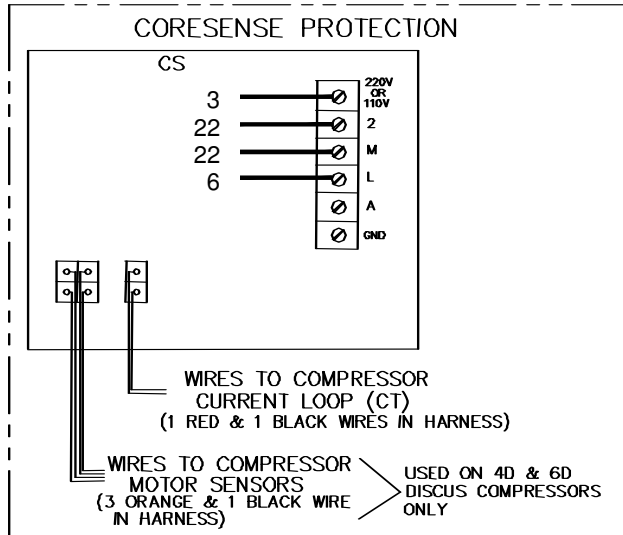 CORESENSE PROTECTION
CS
220V
OR
110V
3
22 2
22 M
6 L
A
GND
WIRES TO COMPRESSOR
CURRENT LOOP (CT)
(1 RED & 1 BLACK WIRES IN HARNESS)
WIRES TO COMPRESSOR
MOTOR SENSORS
(3 ORANGE & 1 BLACK WIRE
IN HARNESS)
USED ON 4D & 6D
DISCUS COMPRESSORS
ONLY